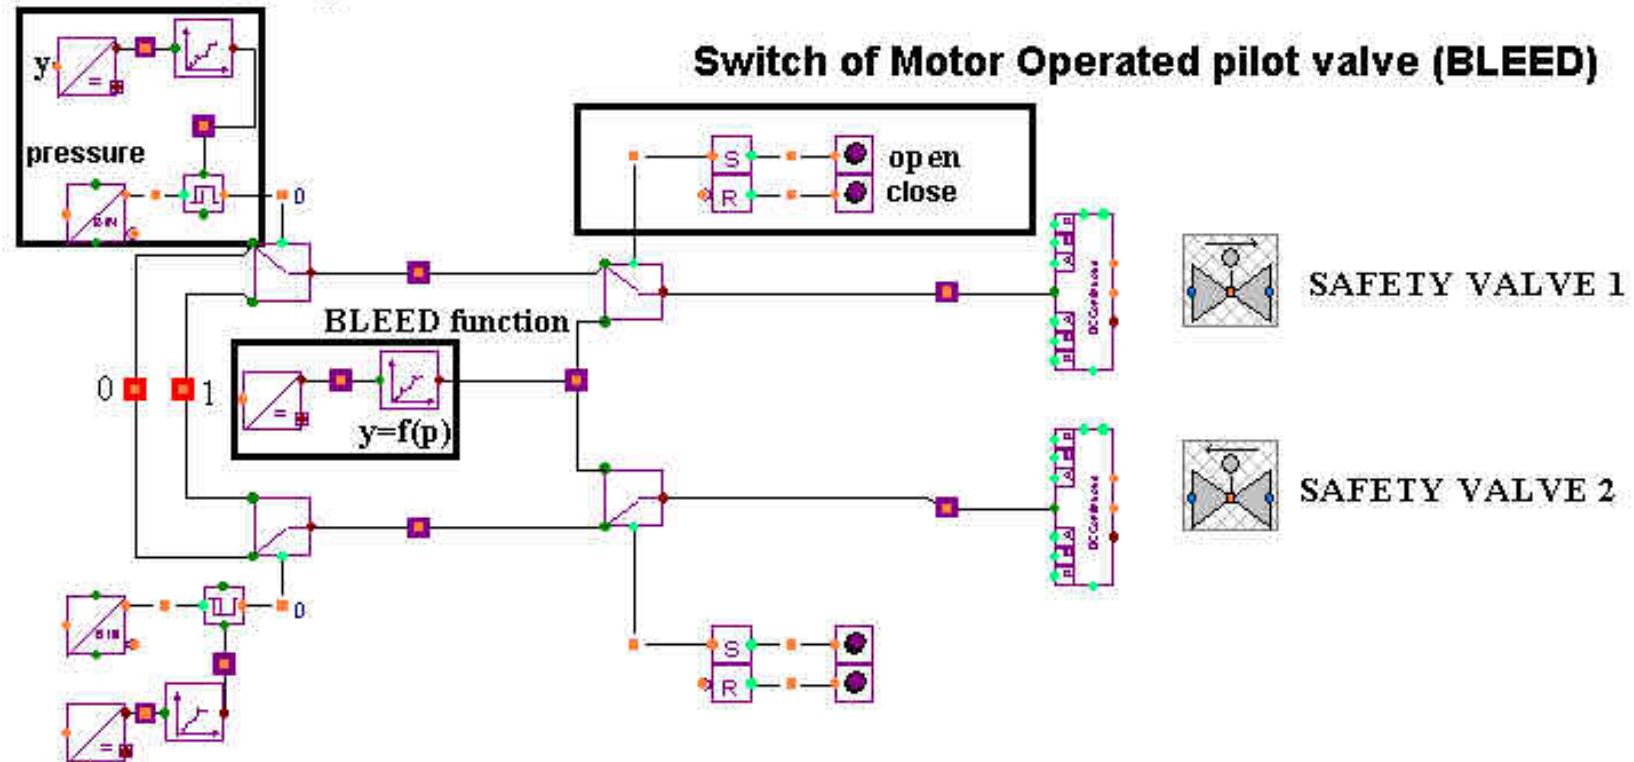 Switch of Motor Operated pilot valve (BLEED)
y
=
pressure
0
S
open
R
close
SAFETY VALVE 1
BLEED function
0
1
=
y=f(p)
SAFETY VALVE 2
0
S
R
=